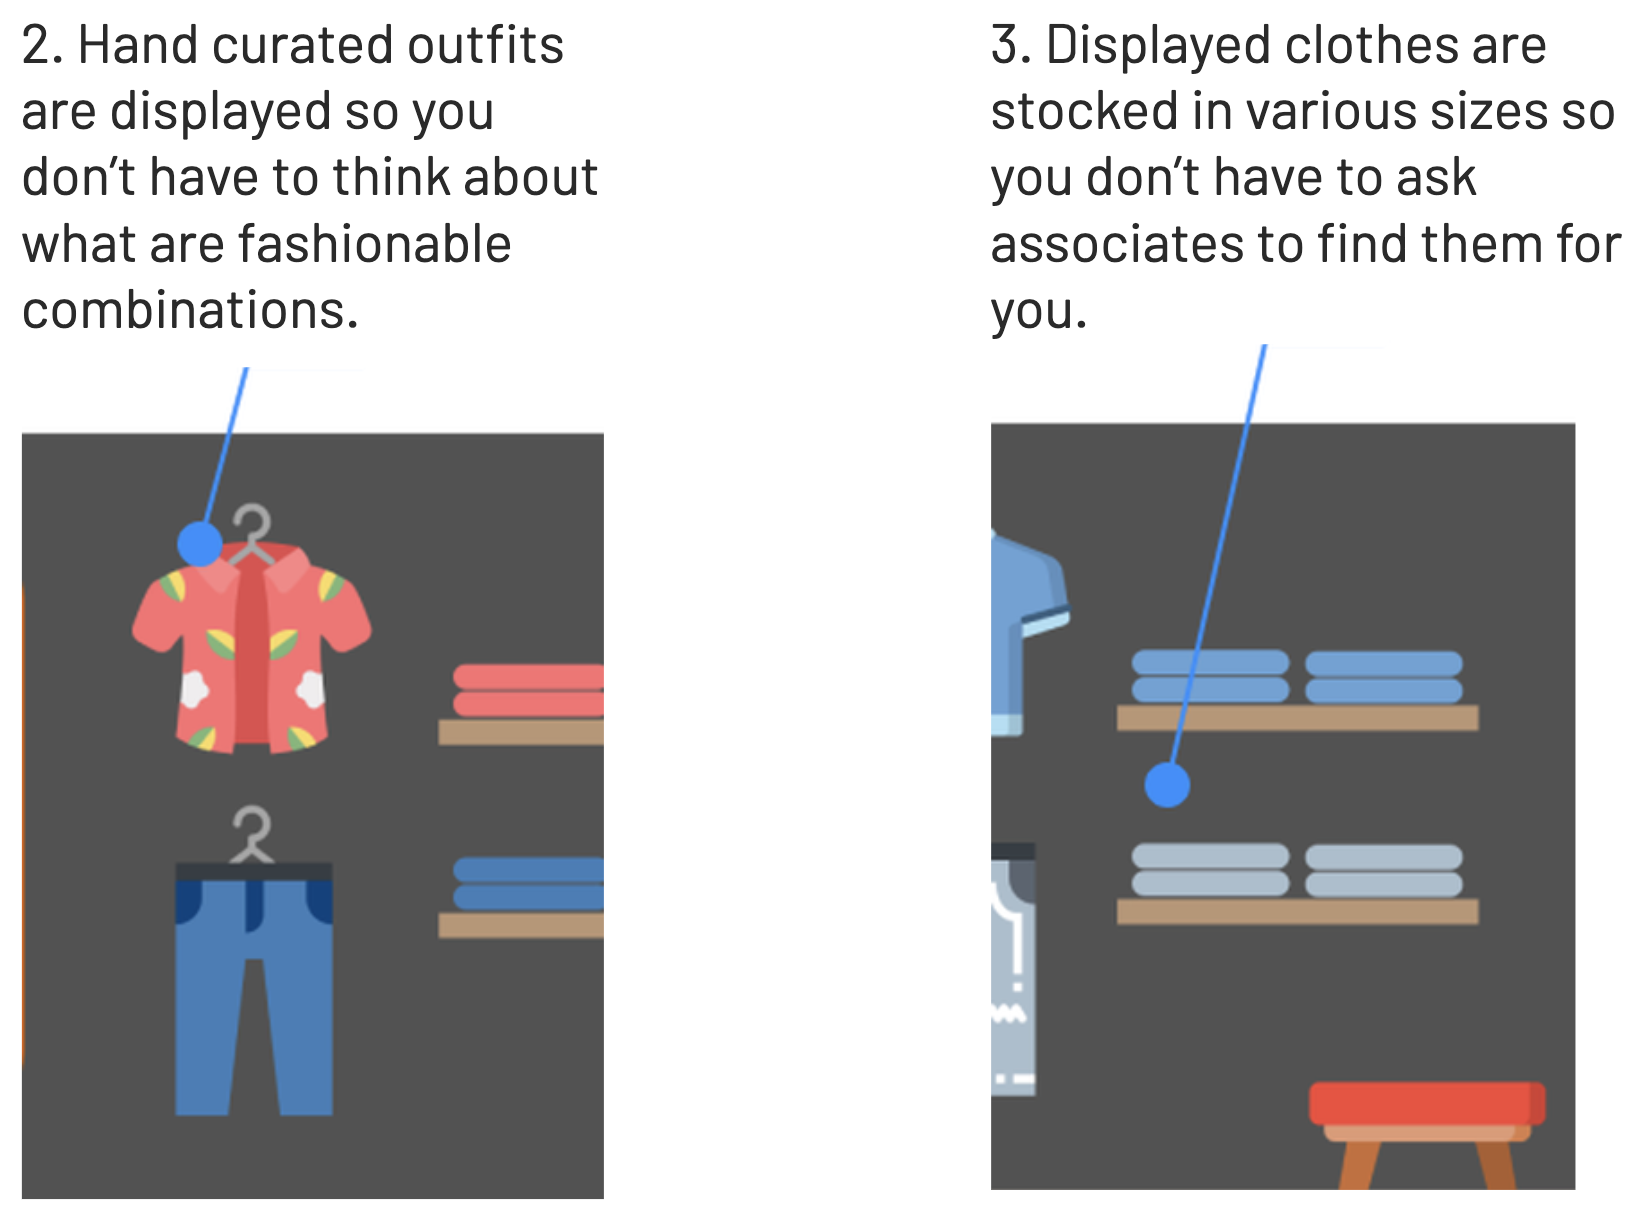 2. Hand curated outfits
are displayed so you
don’t have to think about
what are fashionable
combinations.
3. Displayed clothes are
stocked in various sizes so
you don’t have to ask
associates to find them for
you.